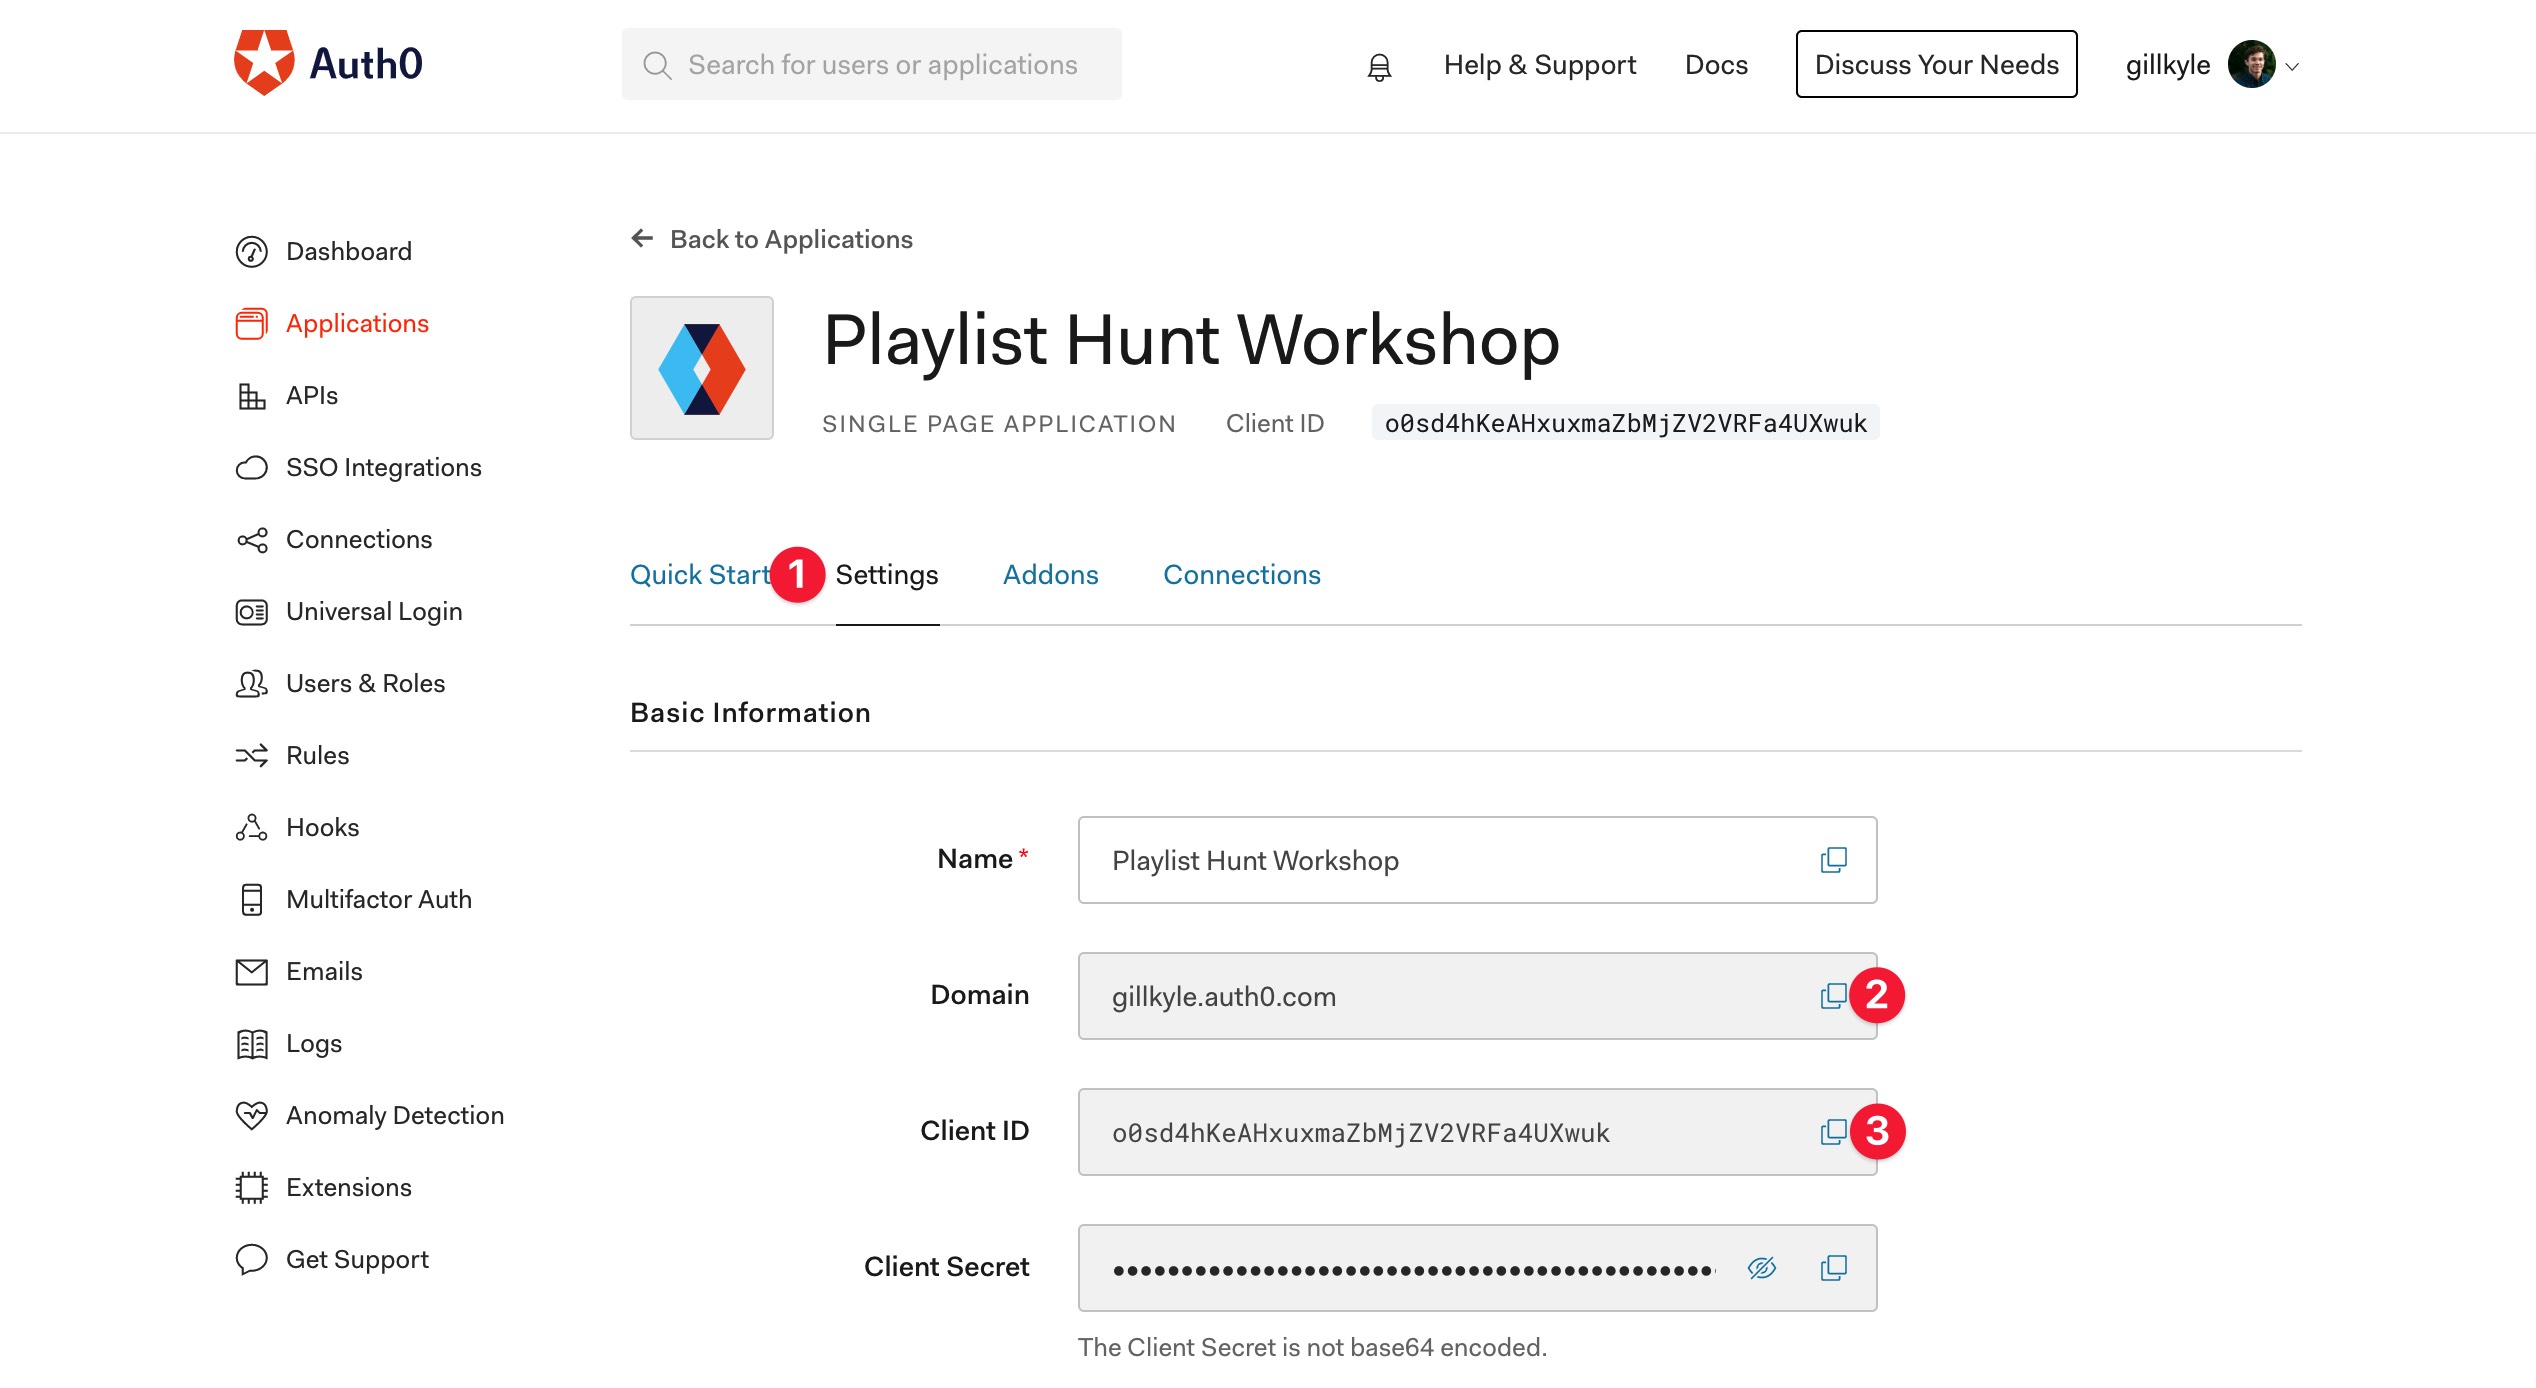 Auth0
Search for users or applications
Help & Support
Docs
Discuss Your Needs
gillkyle
Dashboard
Applications
APIs
SSO Integrations
Connections
Universal Login
Users & Roles
Rules
Hooks
Multifactor Auth
Emails
Logs
Anomaly Detection
Extensions
Get Support
Back to Applications
Playlist Hunt Workshop
SINGLE PAGE APPLICATION
Client ID
o0sd4hKeAHxuxmaZbMjZV2VRFa4UXwuk
Quick Start
1
Settings
Addons
Connections
Basic Information
Name *
Playlist Hunt Workshop
Domain
gillkyle.auth0.com
2
Client ID
o0sd4hKeAHxuxmaZbMjZV2VRFa4UXwuk
3
Client Secret
The Client Secret is not base64 encoded.